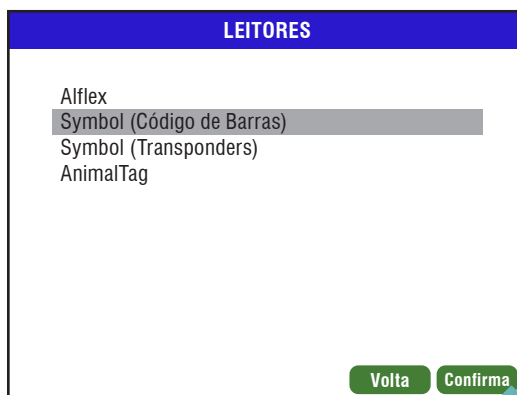 LEITORES
Alflex
Symbol (Código de Barras)
Symbol (Transponders)
AnimalTag
Volta Confirma